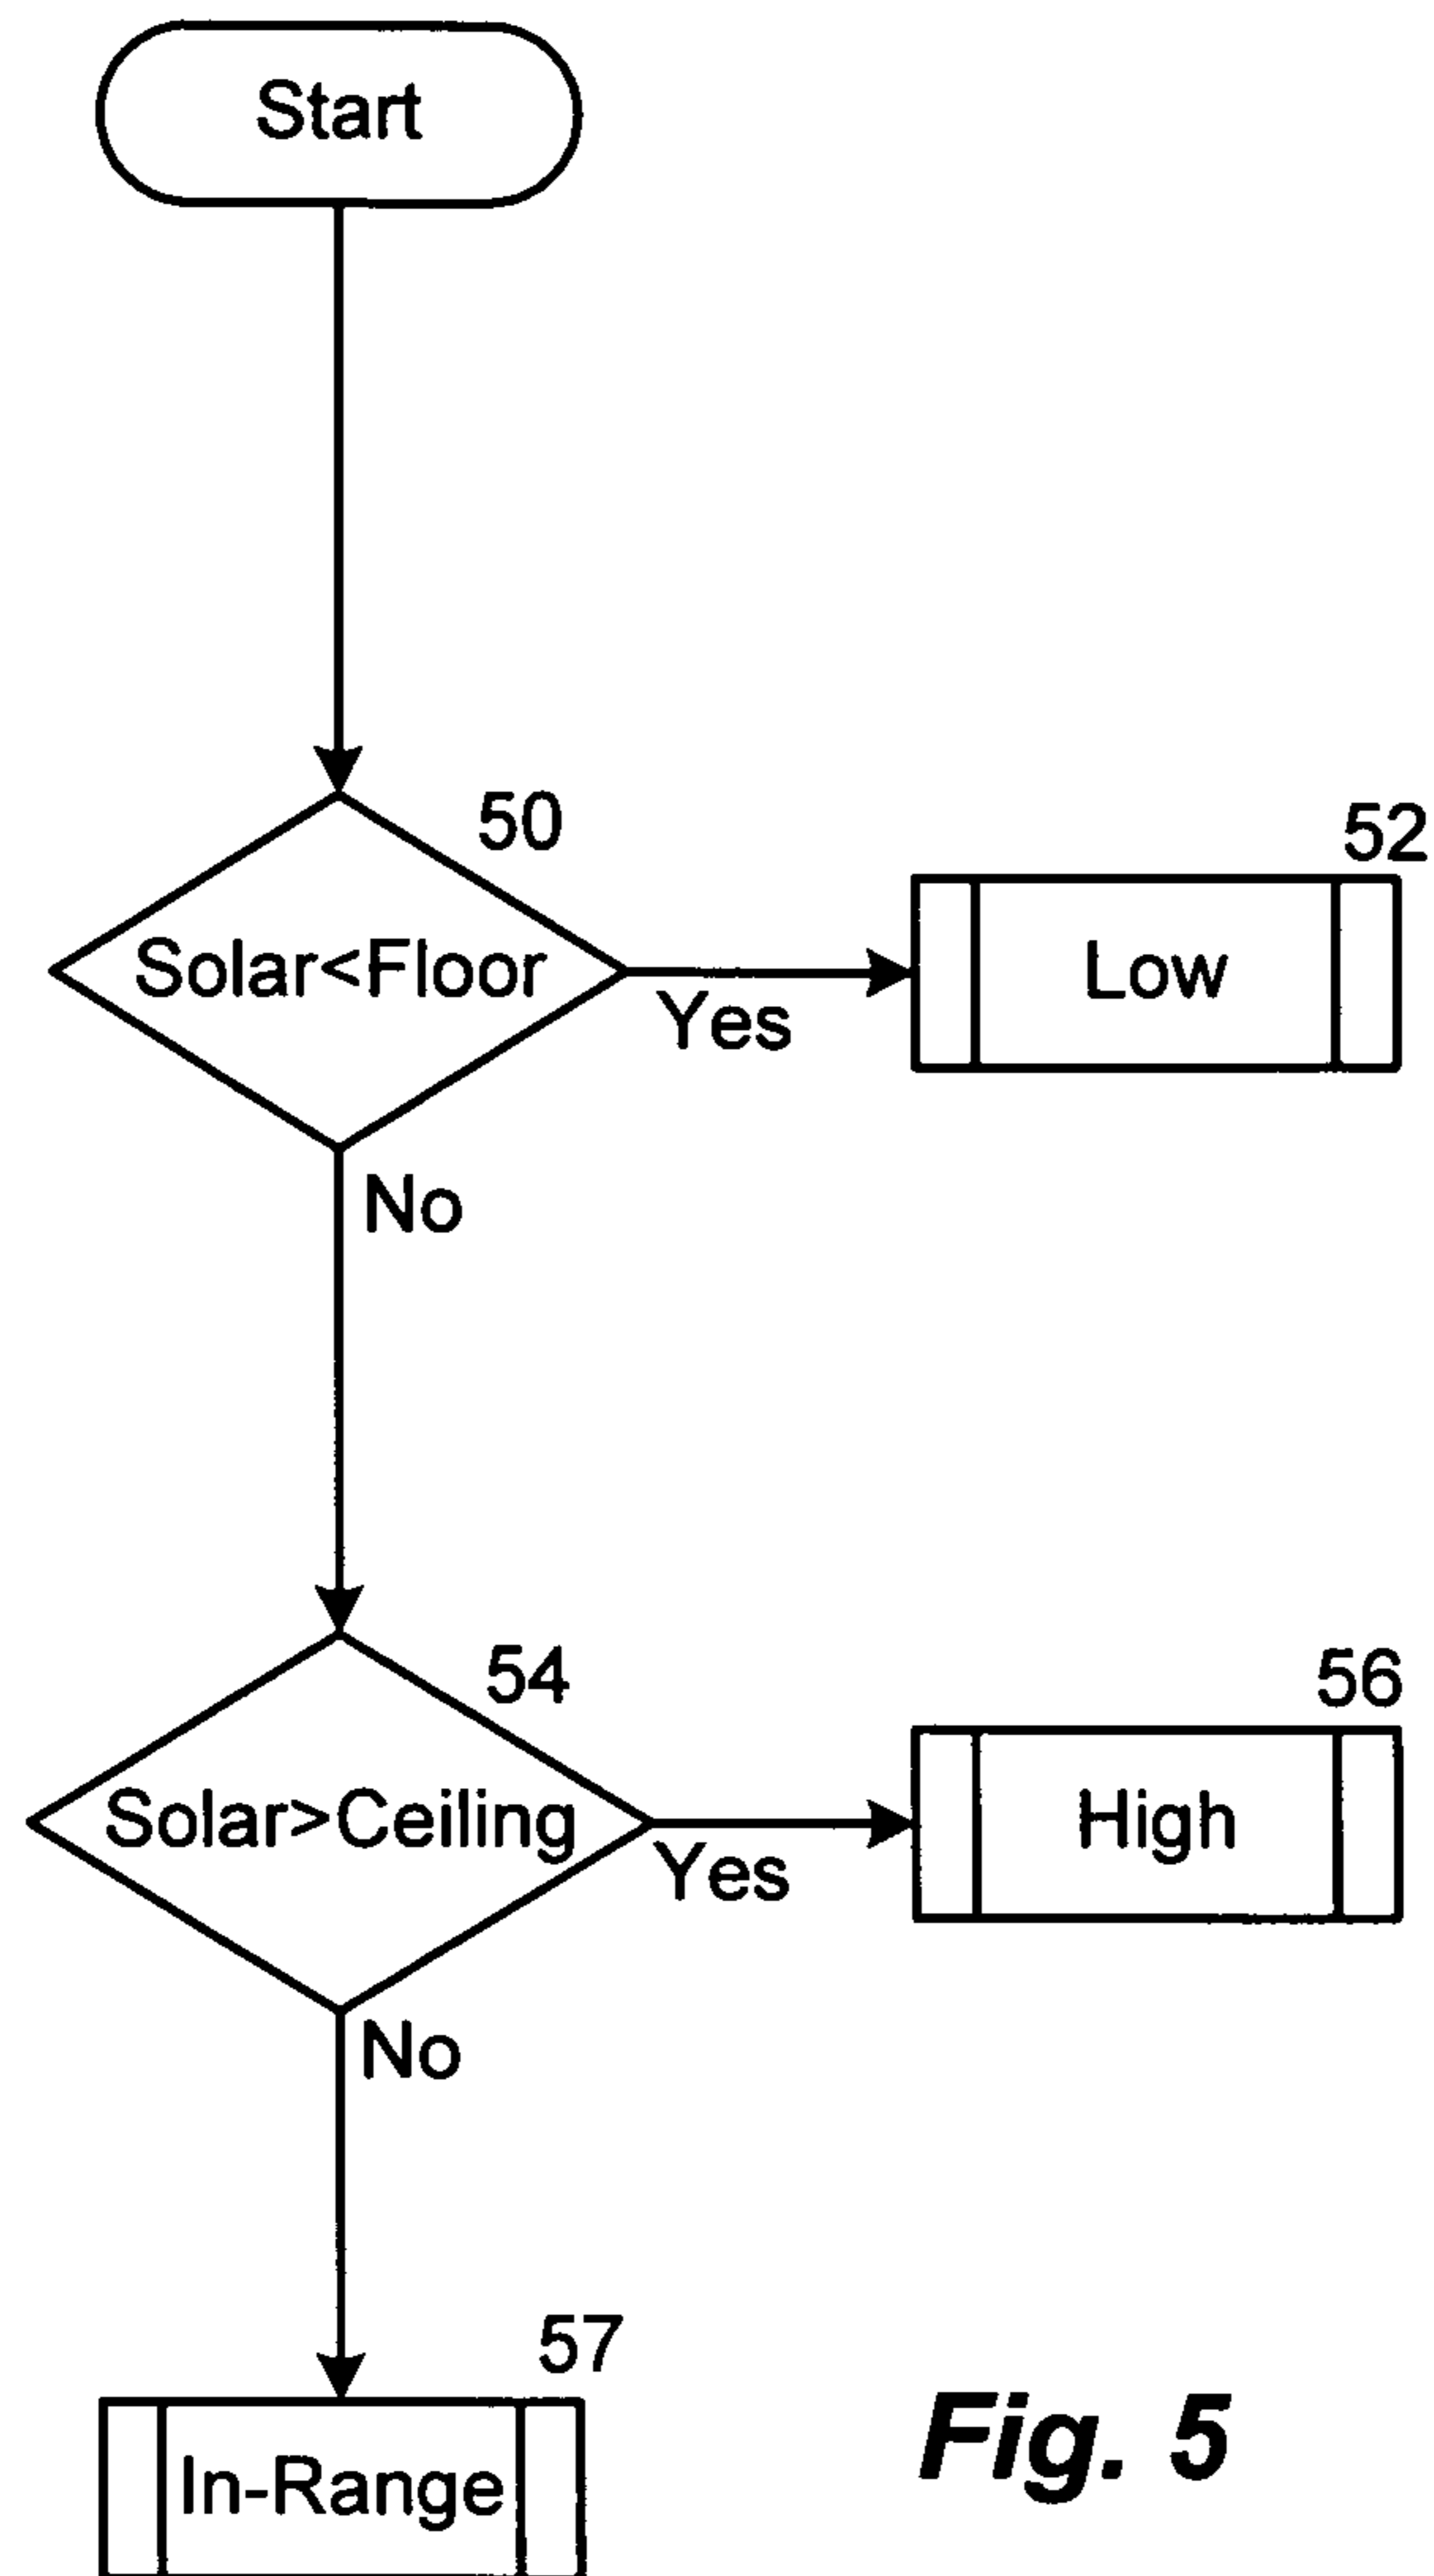 Start
50
Solar<Floor
Yes
52
Low
No
54
Solar>Ceiling
Yes
56
High
No
57
In-Range
Fig. 5